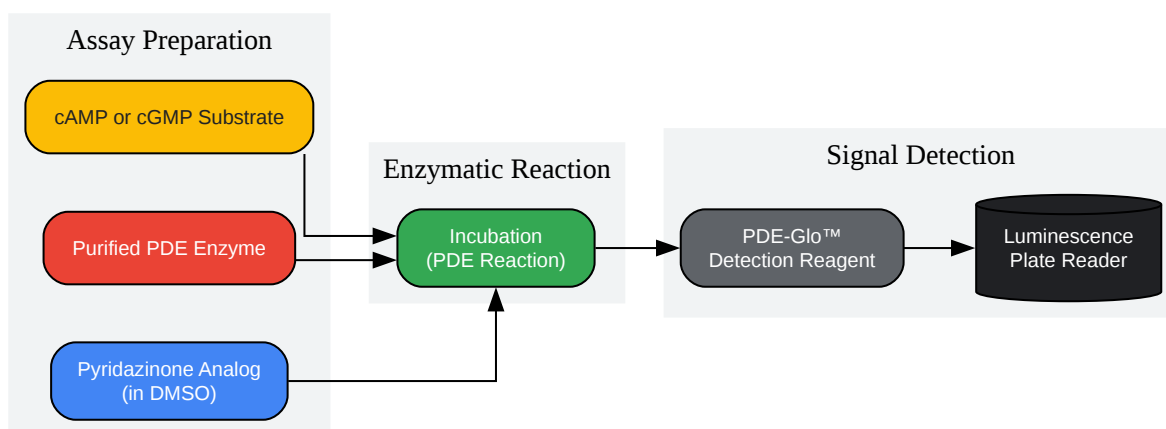 Assay Preparation
cAMP or cGMP Substrate
Purified PDE Enzyme
Pyridazinone Analog
(in DMSO)
Enzymatic Reaction
Incubation
(PDE Reaction)
Signal Detection
PDE-Glo™
Detection Reagent
Luminescence
Plate Reader